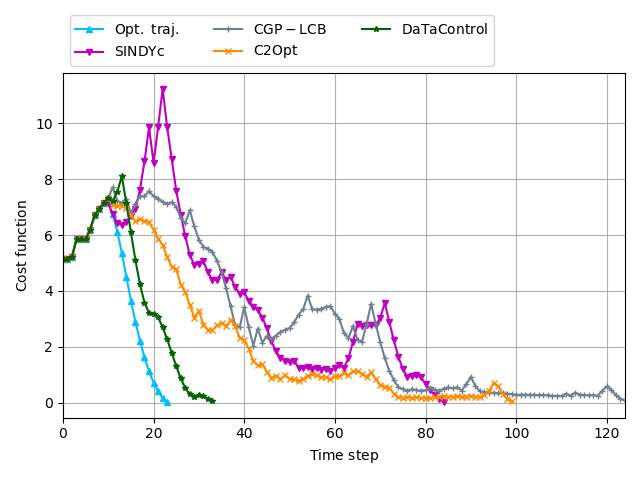 Opt. traj. CGP − LCB DaTaControl
SINDYc C2Opt
Cost function
10
8
6
4
2
0
0 20 40 60 80 100 120
Time step